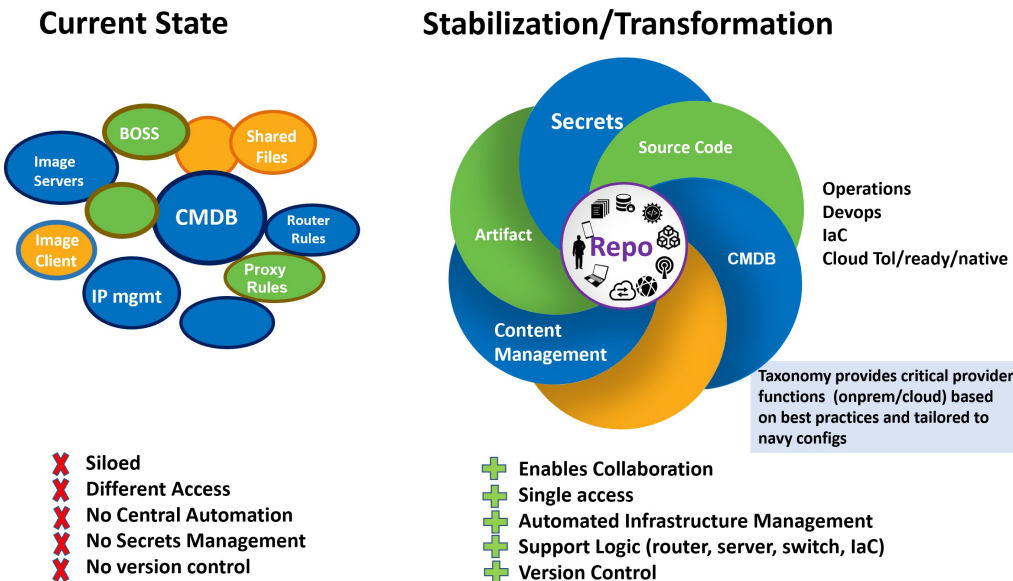 Current State
BOSS
Shared
Files
Image
Servers
CMDB
Router
Rules
Image
Client
Proxy
Rules
IP mgmt
Siloed
Different Access
No Central Automation
No Secrets Management
No version control
Stabilization/Transformation
Secrets
Source Code
Artifact
Repo
CMDB
Content
Management
Operations
Devops
IaC
Cloud Tol/ready/native
Taxonomy provides critical provider
functions (onprem/cloud) based
on best practices and tailored to
navy configs
Enables Collaboration
Single access
Automated Infrastructure Management
Support Logic (router, server, switch, IaC)
Version Control